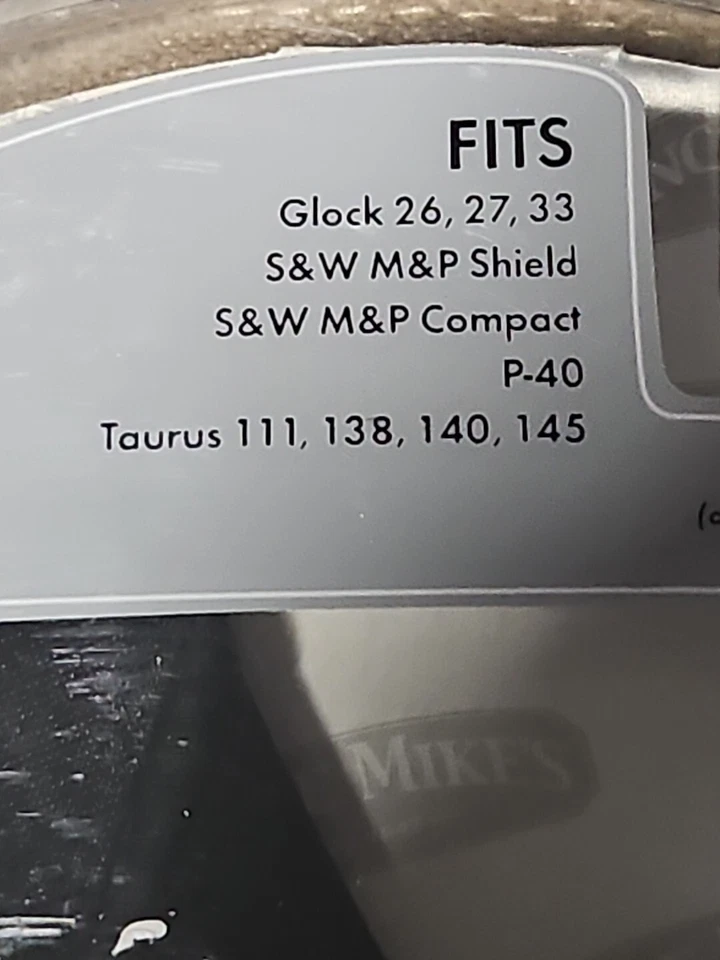 FITS
Glock 26, 27, 33
S&W M&P Shield
S&W M&P Compact
P-40
Taurus 111, 138, 140, 145
MIKE'S